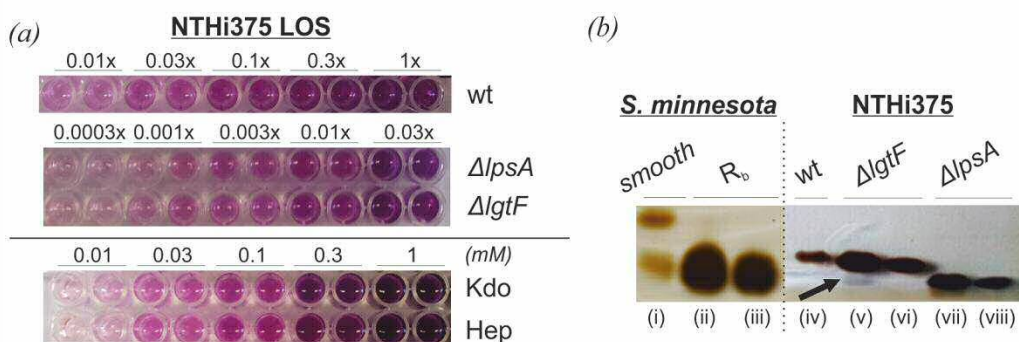 (a)
NTHi375 LOS
0.01x 0.03x 0.1x 0.3x 1x
wt
0.0003x 0.001x 0.003x 0.01x 0.03x
ΔlpsA
ΔlgtF
0.01 0.03 0.1 0.3 1 (mM)
Kdo
Hep
(b)
S. minnesota NTHi375
smooth R_b wt ΔlgtF ΔlpsA
(i) (ii) (iii) (iv) (v) (vi) (vii) (viii)